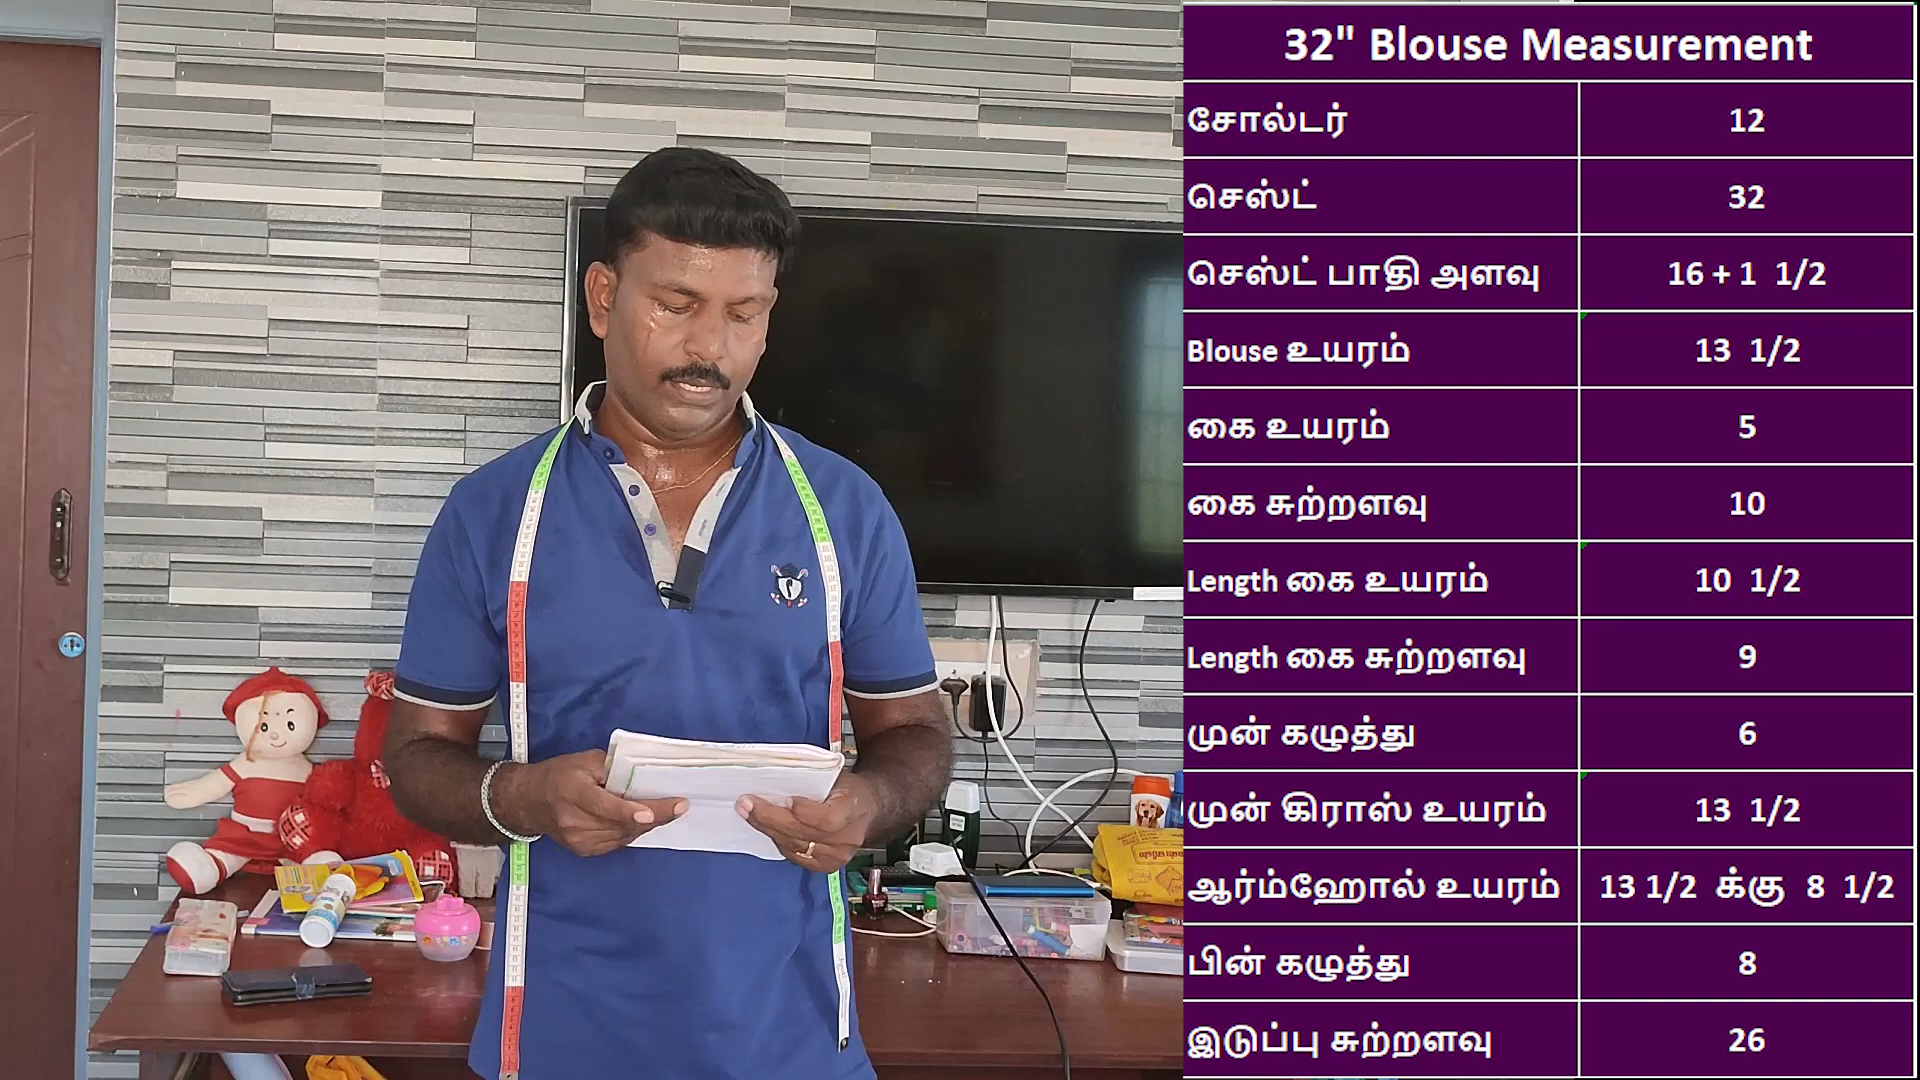 32" Blouse Measurement
சோல்டர் 12
செஸ்ட் 32
செஸ்ட் பாதி அளவு 16 + 1 1/2
Blouse உயரம் 13 1/2
கை உயரம் 5
கை சுற்றளவு 10
Length கை உயரம் 10 1/2
Length கை சுற்றளவு 9
முன் கழுத்து 6
முன் கிராஸ் உயரம் 13 1/2
ஆர்ம்ஹோல் உயரம் 13 1/2 க்கு 8 1/2
பின் கழுத்து 8
இடுப்பு சுற்றளவு 26